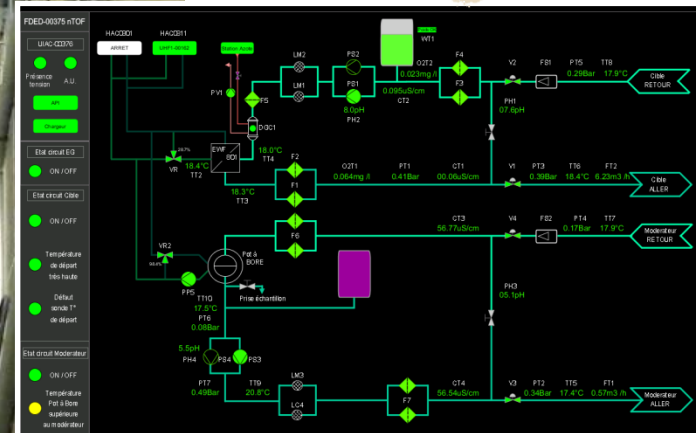 FDED-00375 nTOF
UIAC-00376
Présence
tension
A.U.
API
Chargeur
Etat circuit EG
ON / OFF
Etat circuit Cible
ON / OFF
Température
de départ
très haute
Défaut
sonde T°
de départ
Etat circuit Moderateur
ON / OFF
Température
Pot à Bore
supérieure
au modérateur
HAC0801
HAC0811
ARRET
Station Azote
PV1
F5
DGC1
VR
18.4°C
TT2
18.0°C
TT4
18.3°C
TT3
LM2
LM1
PS2
PS1
8.0pH
PH2
WT1
O2T2
0.023mg /l
0.095uS/cm
CT2
F4
F3
V2
FS1
PT5
0.29Bar
TT8
17.9°C
Cible
RETOUR
PH1
07.6pH
F2
F1
O2T1
0.064mg /l
PT1
0.41Bar
CT1
00.06uS/cm
V1
PT3
0.39Bar
TT6
18.4°C
FT2
6.23m3 /h
Cible
ALLER
F6
CT3
56.77uS/cm
V4
FS2
PT4
0.17Bar
TT7
17.9°C
Moderateur
RETOUR
VR2
Pot à
BORE
PP5
Prise échantillon
TT10
17.5°C
PT6
0.08Bar
PH3
05.1pH
5.5pH
PH4
PS4
PS3
PT7
0.49Bar
TT9
20.8°C
LM3
LC4
F7
CT4
56.54uS/cm
V3
PT2
0.34Bar
TT5
17.4°C
FT1
0.57m3 /h
Moderateur
ALLER